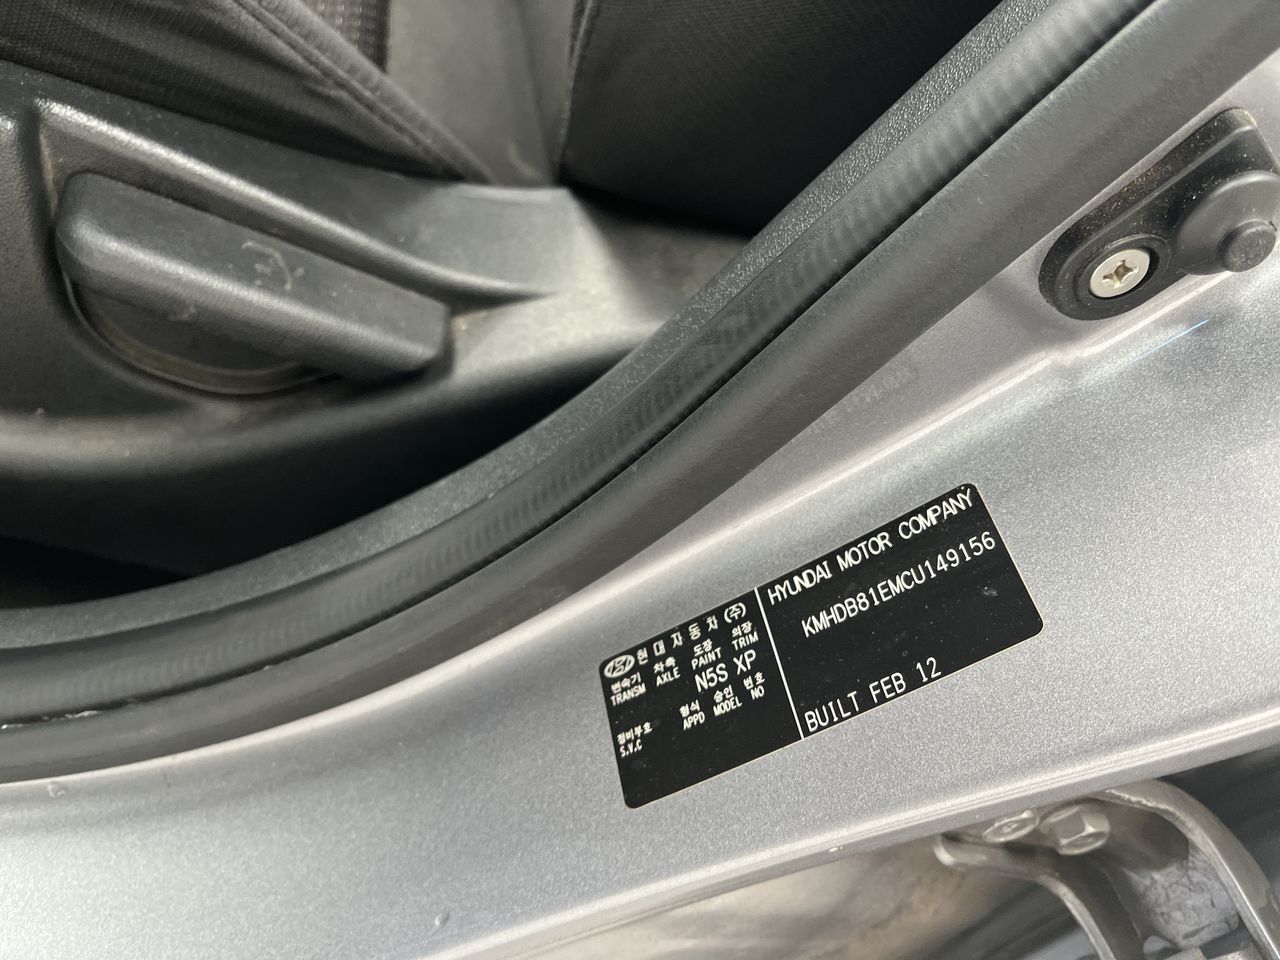 현대자동차(주)
변속기 차축 도장 의장
TRANSM AXLE PAINT TRIM
N5S XP
형식 승인 번호
APPD MODEL NO
정비부호
S.V.C
HYUNDAI MOTOR COMPANY
KMHDB81EMCU149156
BUILT FEB 12